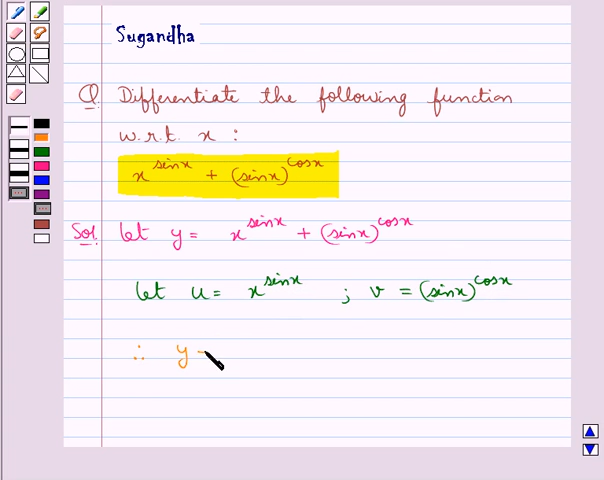 Sugandha
Q. Differentiate the following function
w.r.t. x :
x^sinx + (sinx)^cosx
Sol. let y = x^sinx + (sinx)^cosx
let u = x^sinx ; v = (sinx)^cosx
∴ y -